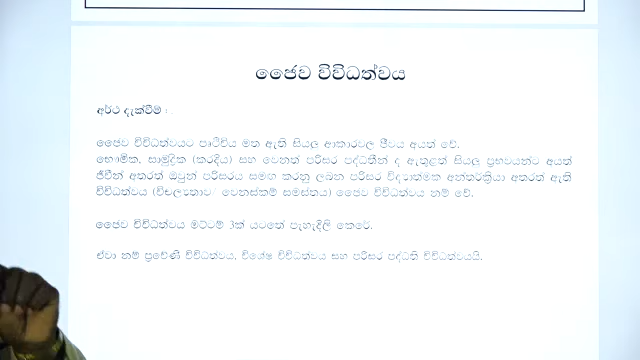 ජෛව විවිධත්වය
අර්ථ දැක්වීම :
ජෛව විවිධත්වයට පෘථිවිය මත ඇති සියලු ආකාරවල ජීවය අයත් වේ.
භෞමික, සාමුද්‍රික (කරදිය) සහ වෙනත් පරිසර පද්ධතීන් ද ඇතුළත් සියලු ප්‍රභවයන්ට අයත්
ජීවීන් අතරත් ඔවුන් පරිසරය සමඟ කරනු ලබන පරිසර විද්‍යාත්මක අන්තර්ක්‍රියා අතරත් ඇති
විවිධත්වය (විචල්‍යතාව/ වෙනස්කම් සමස්තය) ජෛව විවිධත්වය නම් වේ.
ජෛව විවිධත්වය මට්ටම් 3ක් යටතේ පැහැදිලි කෙරේ.
ඒවා නම් ප්‍රවේණි විවිධත්වය, විශේෂ විවිධත්වය සහ පරිසර පද්ධති විවිධත්වයයි.